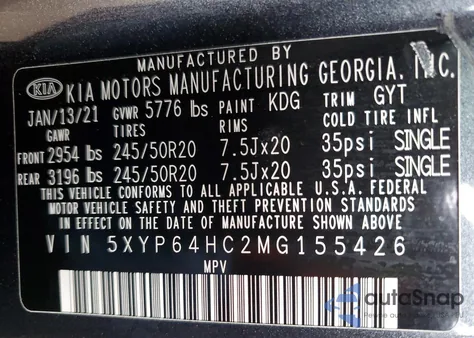 MANUFACTURED BY
KIA KIA MOTORS MANUFACTURING GEORGIA, INC.
JAN/13/21 GVWR 5776 lbs PAINT KDG TRIM GYT
GAWR TIRES RIMS COLD TIRE INFL
FRONT 2954 lbs 245/50R20 7.5Jx20 35psi SINGLE
REAR 3196 lbs 245/50R20 7.5Jx20 35psi SINGLE
THIS VEHICLE CONFORMS TO ALL APPLICABLE U.S.A. FEDERAL
MOTOR VEHICLE SAFETY AND THEFT PREVENTION STANDARDS
IN EFFECT ON THE DATE OF MANUFACTURE SHOWN ABOVE.
VIN 5XYP64HC2MG155426
MPV
autoSnap